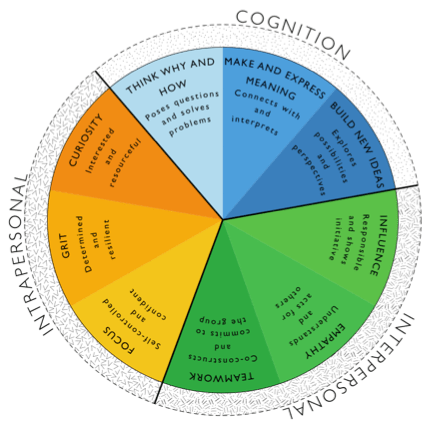 COGNITION
THINK WHY AND
HOW
Poses questions
and solves
problems
MAKE AND EXPRESS
MEANING
Connects with
and
interprets
BUILD NEW IDEAS
Explores
possibilities
and
perspectives
INTERPERSONAL
INFLUENCE
Responsible
and shows
initiative
EMPATHY
Understands
acts and for
others
TEAMWORK
Co-constructs
and
commits to
the group
INTRAPERSONAL
FOCUS
Self-controlled
and
confident
GRIT
Determined
and
resilient
CURIOSITY
Interested
and
resourceful